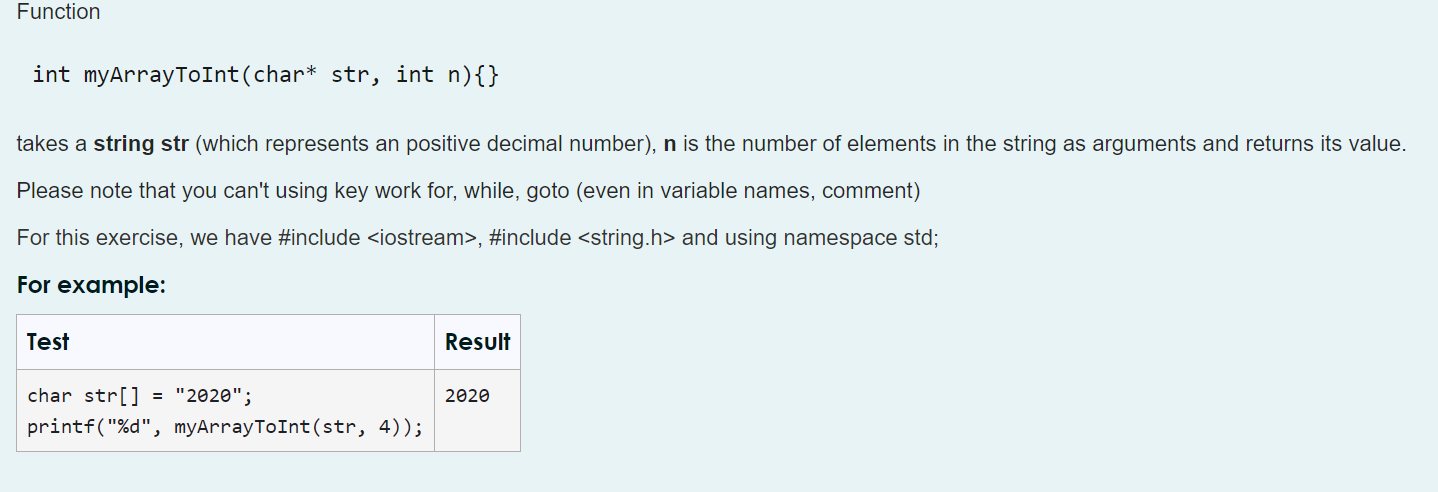 Function
int myArrayToInt(char* str, int n){}
takes a string str (which represents an positive decimal number), n is the number of elements in the string as arguments and returns its value.
Please note that you can't using key work for, while, goto (even in variable names, comment)
For this exercise, we have #include <iostream>, #include <string.h> and using namespace std;
For example:
Test Result
char str[] = "2020"; 2020
printf("%d", myArrayToInt(str, 4));